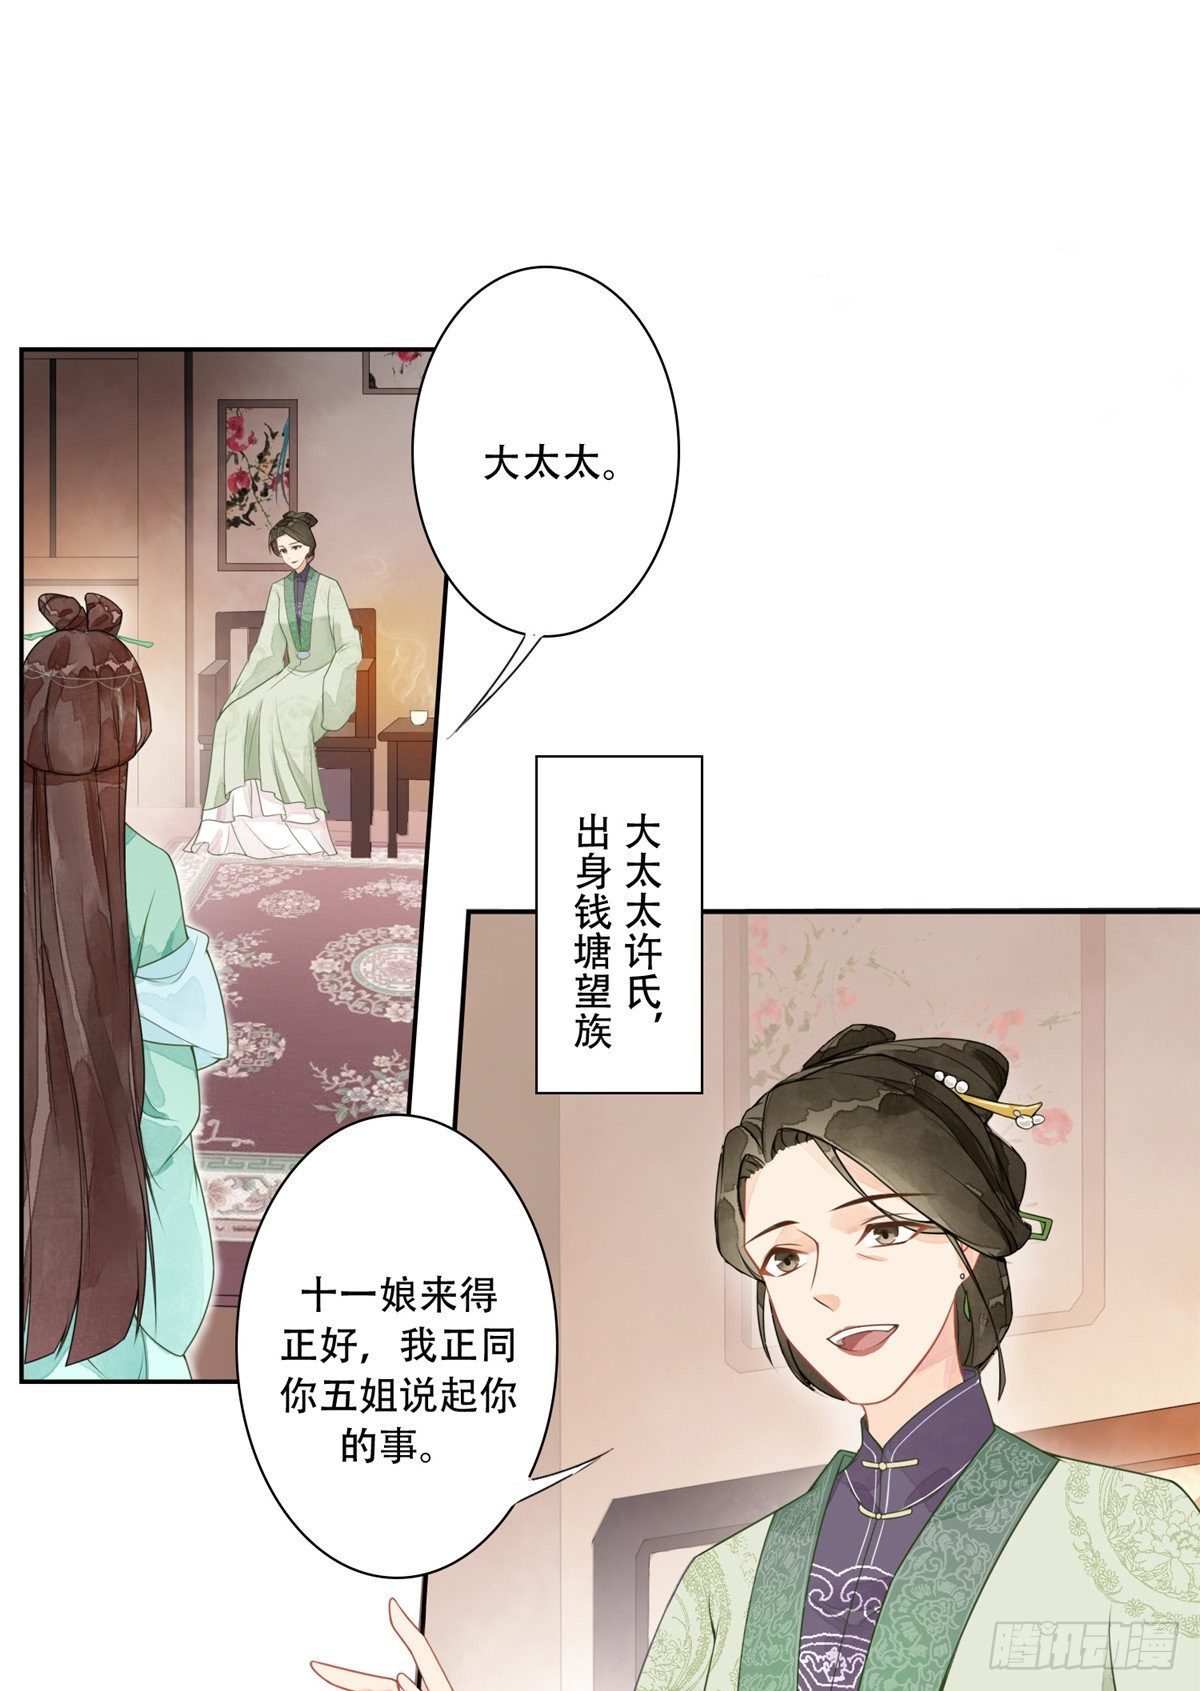 大太太。
大太太许氏，
出身钱塘望族
十一娘来得
正好，我正同
你五姐说起你
的事。
腾讯动漫